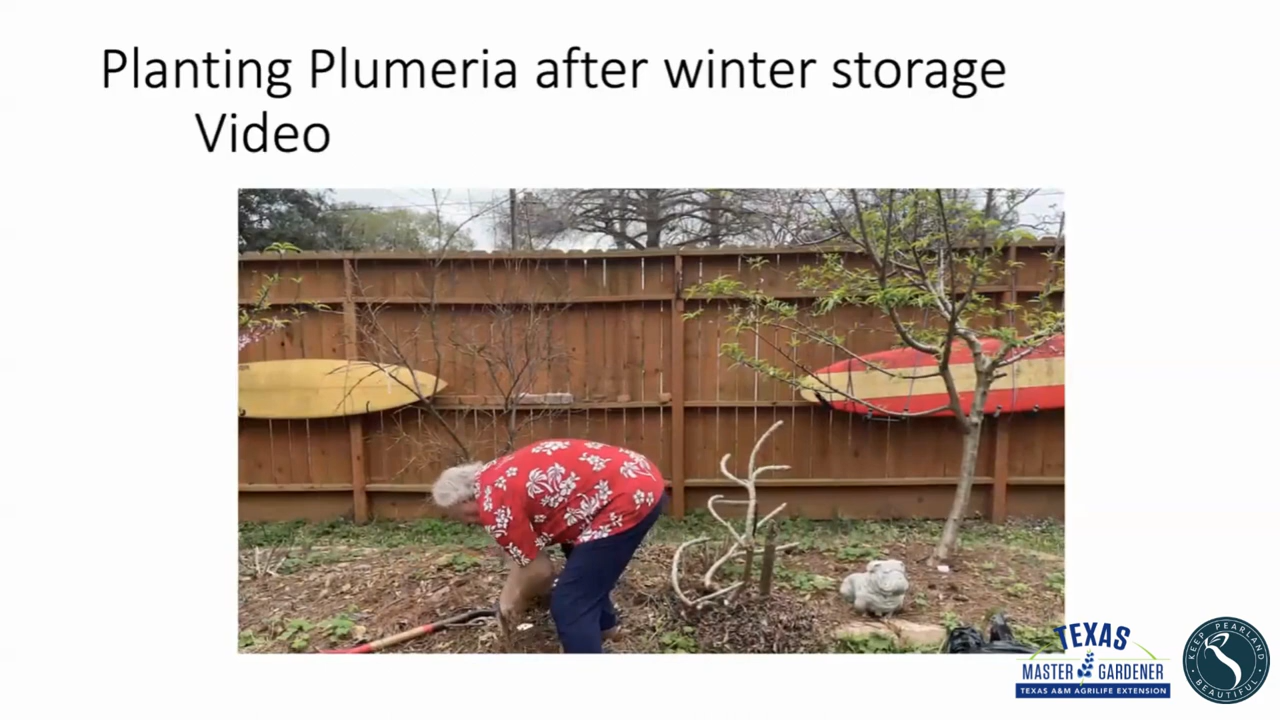 Planting Plumeria after winter storage
Video
TEXAS
MASTER GARDENER
TEXAS A&M AGRILIFE EXTENSION
KEEP PEARLAND
BEAUTIFUL